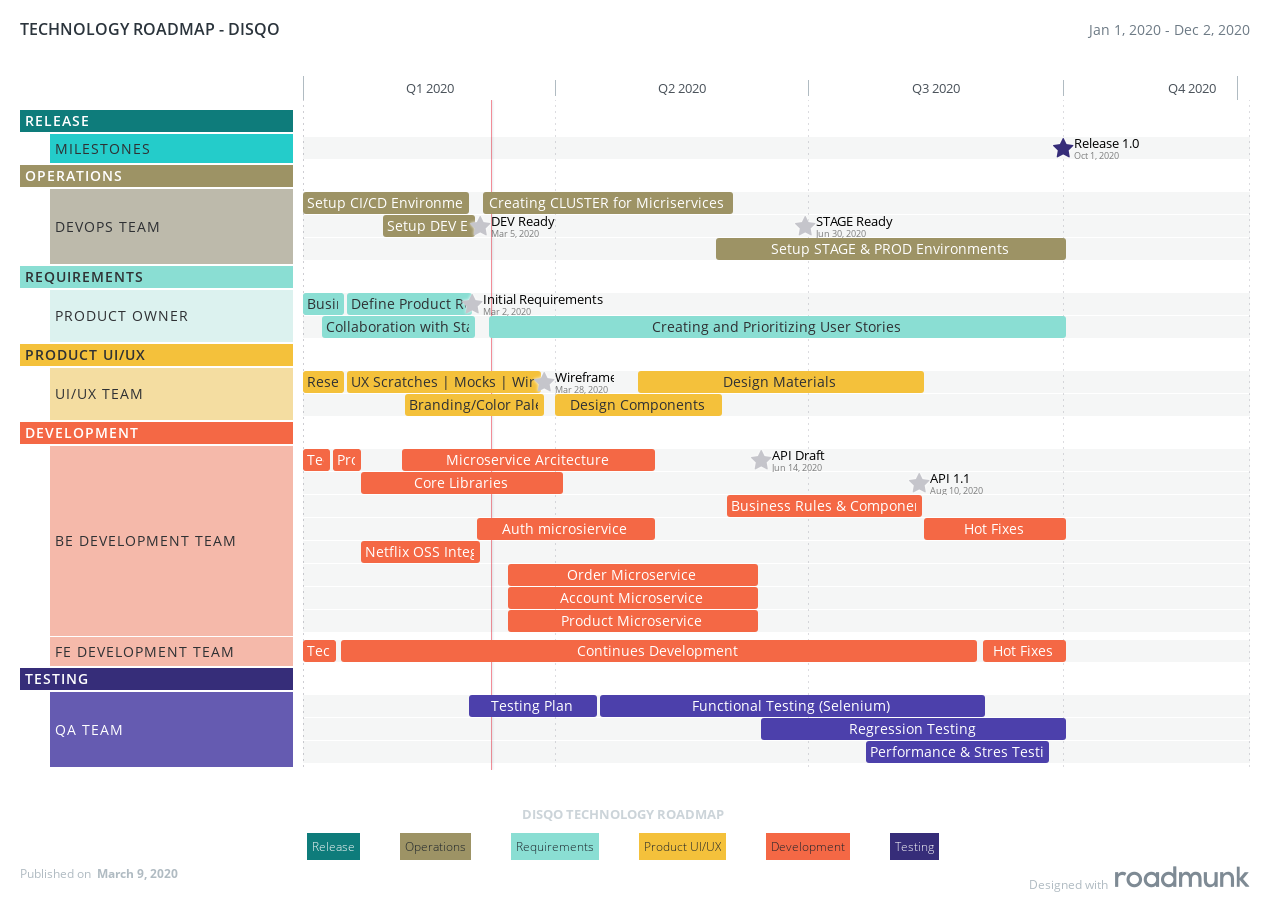 TECHNOLOGY ROADMAP - DISQO
Jan 1, 2020 - Dec 2, 2020
Q1 2020 Q2 2020 Q3 2020 Q4 2020
RELEASE
MILESTONES
Release 1.0
Oct 1, 2020
OPERATIONS
DEVOPS TEAM
Setup CI/CD Environme
Creating CLUSTER for Micriservices
Setup DEV E
DEV Ready
Mar 5, 2020
STAGE Ready
Jun 30, 2020
Setup STAGE & PROD Environments
REQUIREMENTS
PRODUCT OWNER
Busi
Define Product R
Initial Requirements
Mar 2, 2020
Collaboration with Sta
Creating and Prioritizing User Stories
PRODUCT UI/UX
UI/UX TEAM
Rese
UX Scratches | Mocks | Wir
Wireframe
Mar 28, 2020
Design Materials
Branding/Color Pale
Design Components
DEVELOPMENT
BE DEVELOPMENT TEAM
Te
Pro
Microservice Arcitecture
API Draft
Jun 14, 2020
Core Libraries
API 1.1
Aug 10, 2020
Business Rules & Componen
Auth microsiervice
Hot Fixes
Netflix OSS Integ
Order Microservice
Account Microservice
Product Microservice
FE DEVELOPMENT TEAM
Tec
Continues Development
Hot Fixes
TESTING
QA TEAM
Testing Plan
Functional Testing (Selenium)
Regression Testing
Performance & Stres Testi
DISQO TECHNOLOGY ROADMAP
Release
Operations
Requirements
Product UI/UX
Development
Testing
Published on March 9, 2020
Designed with roadmunk